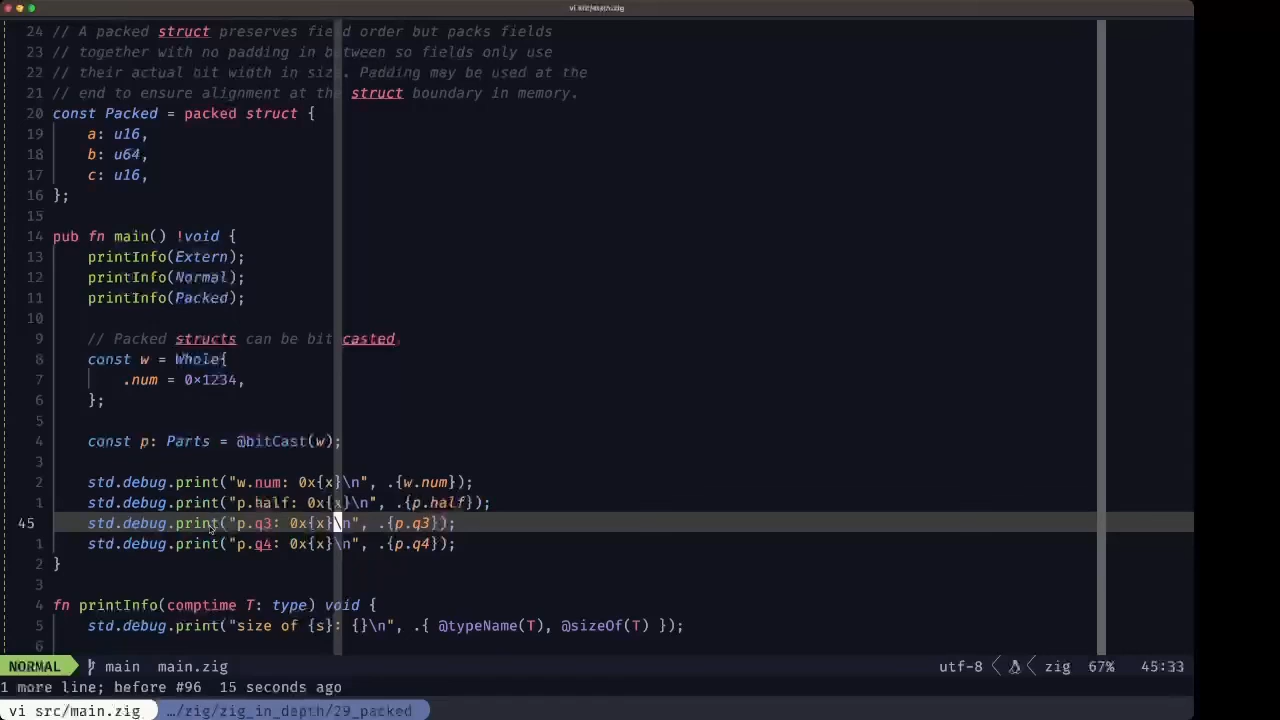 vi src/main.zig
24 // A packed struct preserves field order but packs fields
23 // together with no padding in between so fields only use
22 // their actual bit width in size. Padding may be used at the
21 // end to ensure alignment at the struct boundary in memory.
20 const Packed = packed struct {
19 a: u16,
18 b: u64,
17 c: u16,
16 };
15
14 pub fn main() !void {
13 printInfo(Extern);
12 printInfo(Normal);
11 printInfo(Packed);
10
9 // Packed structs can be bit casted
8 const w = Whole{
7 .num = 0x1234,
6 };
5
4 const p: Parts = @bitCast(w);
3
2 std.debug.print("w.num: 0x{x}\n", .{w.num});
1 std.debug.print("p.half: 0x{x}\n", .{p.half});
45 std.debug.print("p.q3: 0x{x}\n", .{p.q3});
1 std.debug.print("p.q4: 0x{x}\n", .{p.q4});
2 }
3
4 fn printInfo(comptime T: type) void {
5 std.debug.print("size of {s}: {}\n", .{ @typeName(T), @sizeOf(T) });
6
NORMAL main main.zig utf-8 zig 67% 45:33
1 more line; before #96 15 seconds ago
vi src/main.zig …/zig/zig_in_depth/29_packed